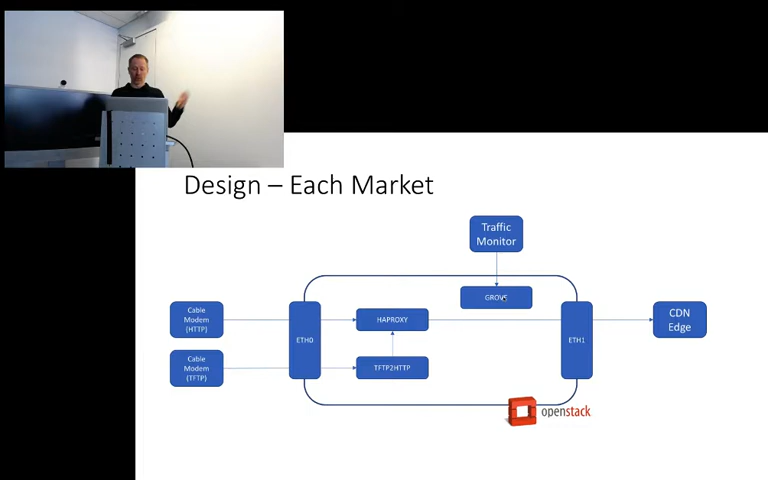 Design – Each Market
Traffic
Monitor
GROVE
Cable
Modem
(HTTP)
ETH0
HAPROXY
ETH1
CDN
Edge
Cable
Modem
(TFTP)
TFTP2HTTP
openstack